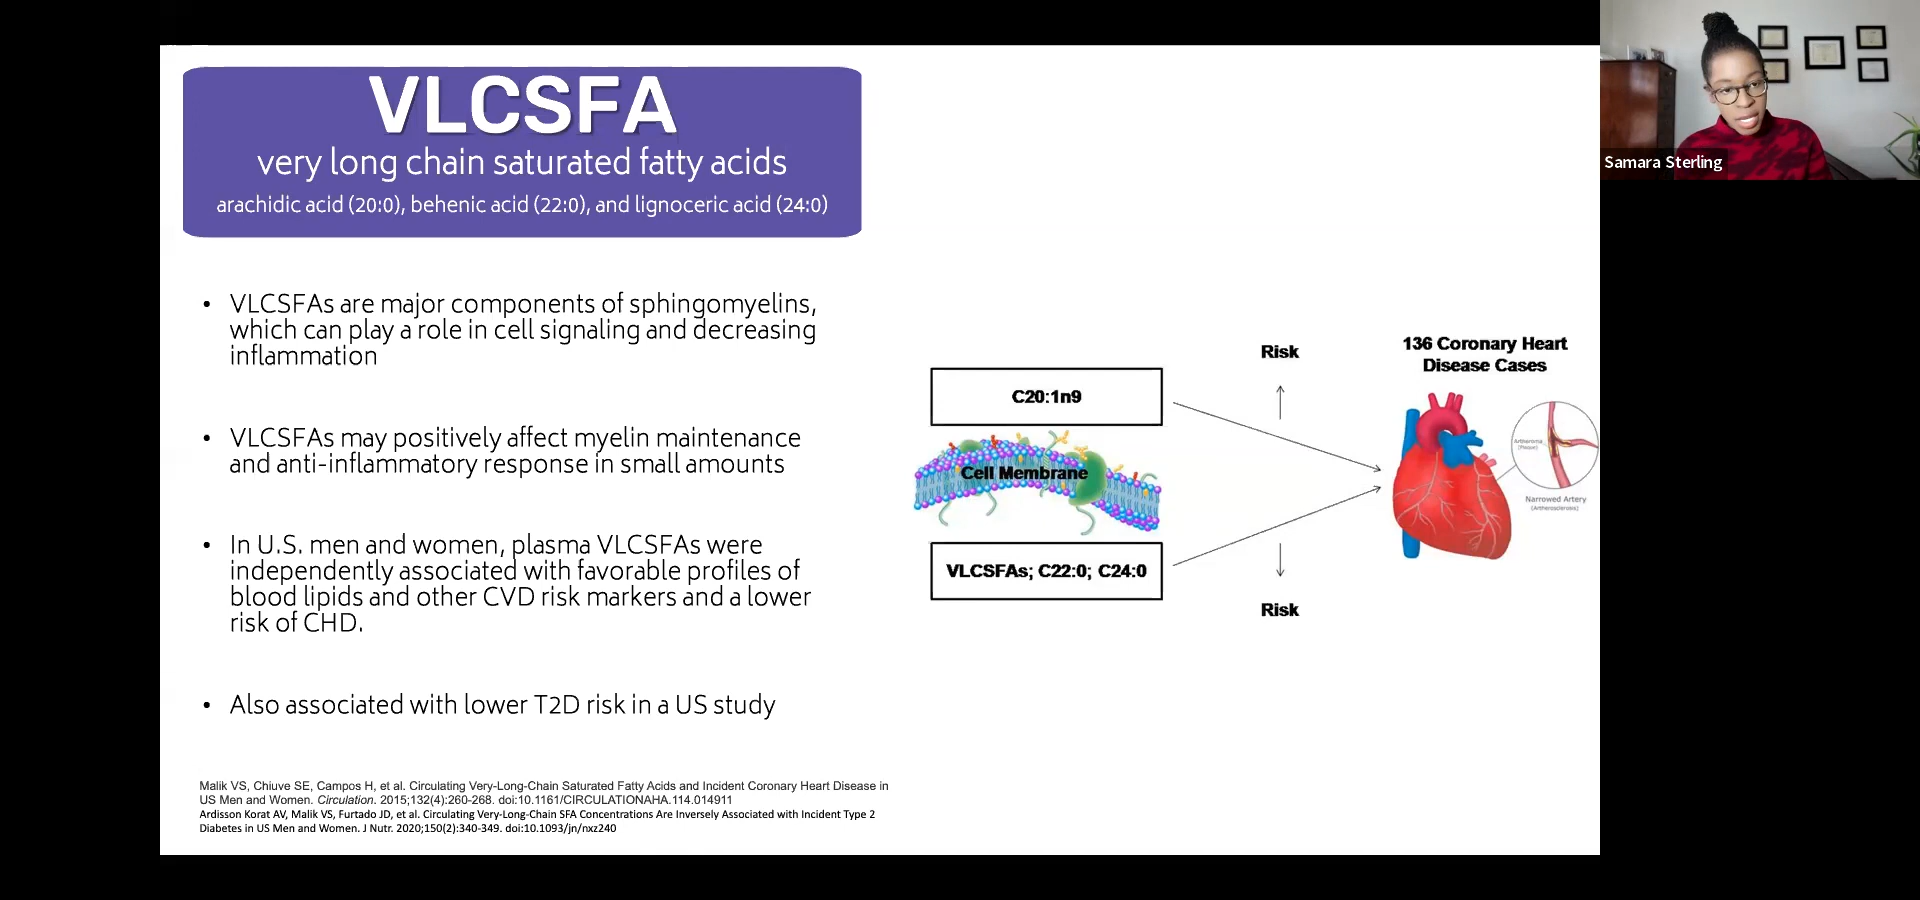 VLCSFA
very long chain saturated fatty acids
arachidic acid (20:0), behenic acid (22:0), and lignoceric acid (24:0)
• VLCSFAs are major components of sphingomyelins,
which can play a role in cell signaling and decreasing
inflammation
• VLCSFAs may positively affect myelin maintenance
and anti-inflammatory response in small amounts
• In U.S. men and women, plasma VLCSFAs were
independently associated with favorable profiles of
blood lipids and other CVD risk markers and a lower
risk of CHD.
• Also associated with lower T2D risk in a US study
Malik VS, Chiuve SE, Campos H, et al. Circulating Very-Long-Chain Saturated Fatty Acids and Incident Coronary Heart Disease in
US Men and Women. Circulation. 2015;132(4):260-268. doi:10.1161/CIRCULATIONAHA.114.014911
Ardisson Korat AV, Malik VS, Furtado JD, et al. Circulating Very-Long-Chain SFA Concentrations Are Inversely Associated with Incident Type 2
Diabetes in US Men and Women. J Nutr. 2020;150(2):340-349. doi:10.1093/jn/nxz240
C20:1n9
Cell Membrane
VLCSFAs; C22:0; C24:0
Risk
Risk
136 Coronary Heart
Disease Cases
Artheroma
(Plaque)
Narrowed Artery
(Artherosclerosis)
Samara Sterling